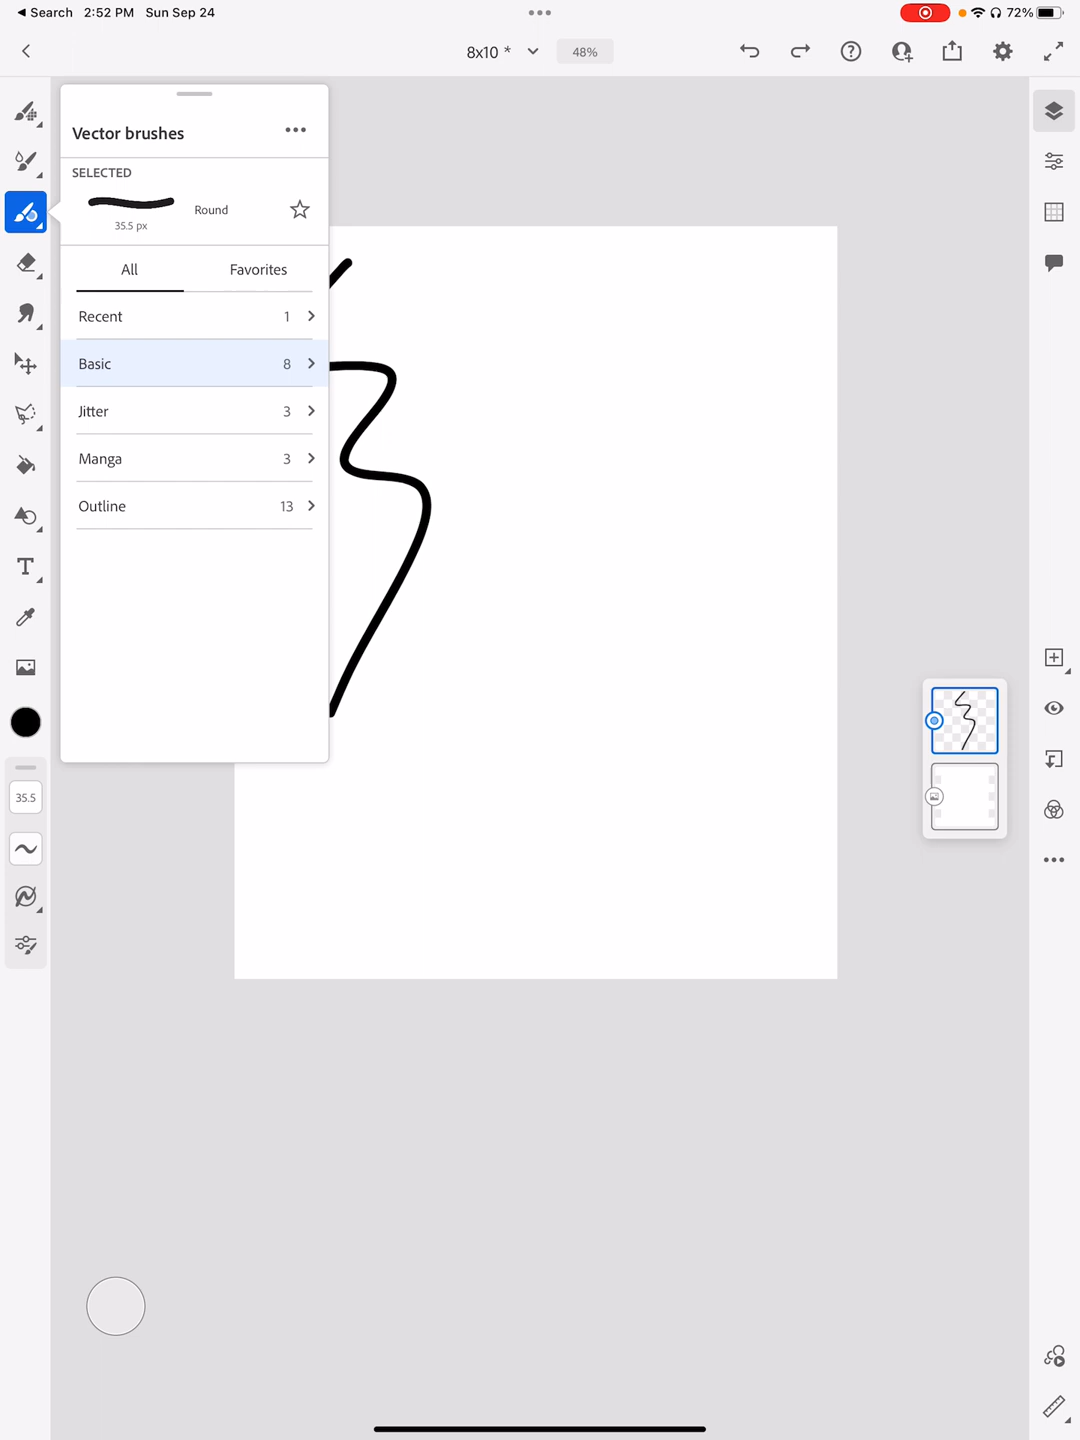 Search 2:52 PM Sun Sep 24 72%
8x10 * 48%
Vector brushes
SELECTED
Round
35.5 px
All Favorites
Recent 1
Basic 8
Jitter 3
Manga 3
Outline 13
T
35.5